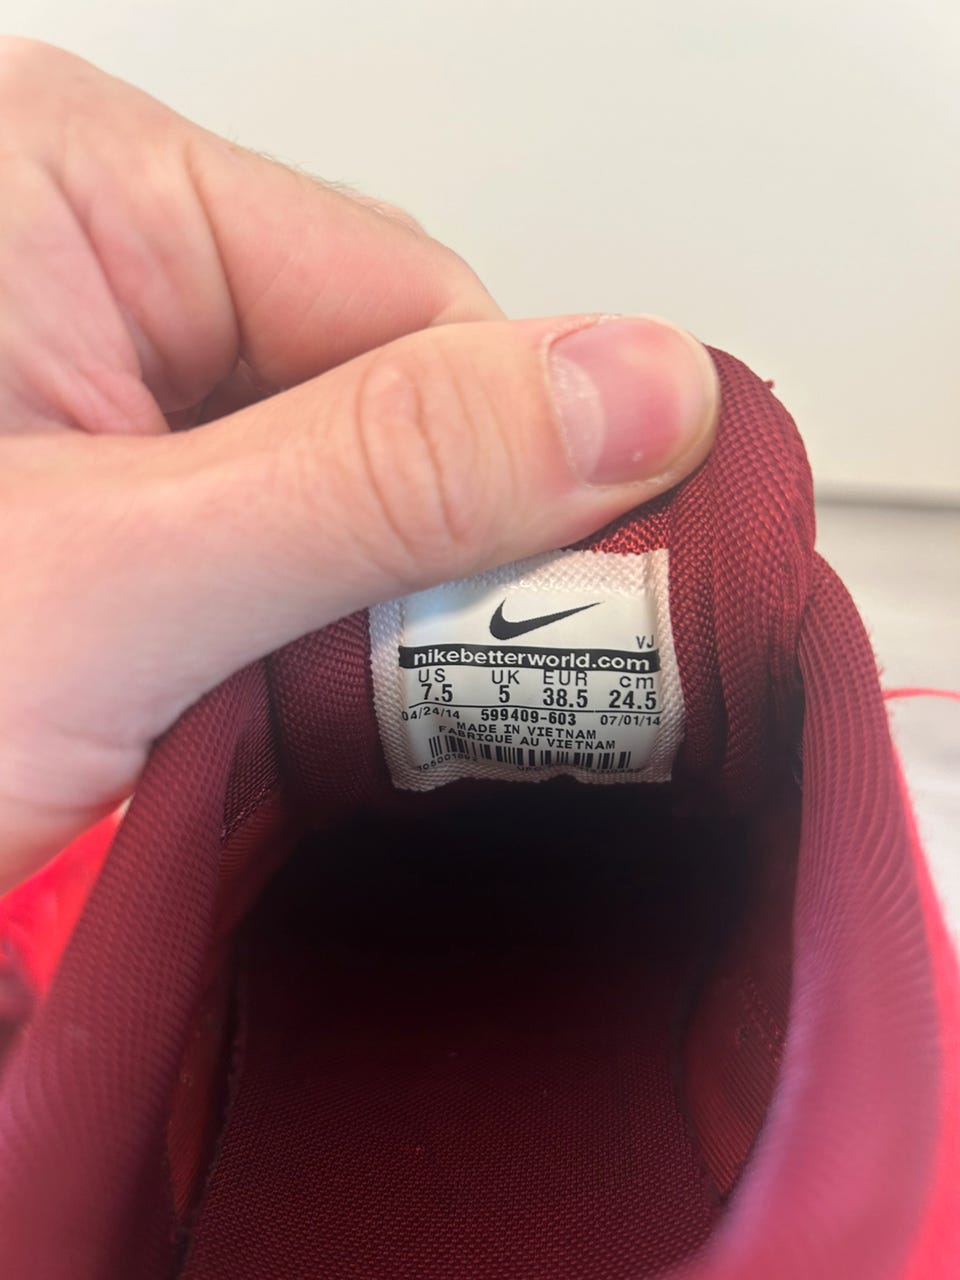 VJ
nikebetterworld.com
US UK EUR cm
7.5 5 38.5 24.5
04/24/14 599409-603 07/01/14
MADE IN VIETNAM
FABRIQUE AU VIETNAM